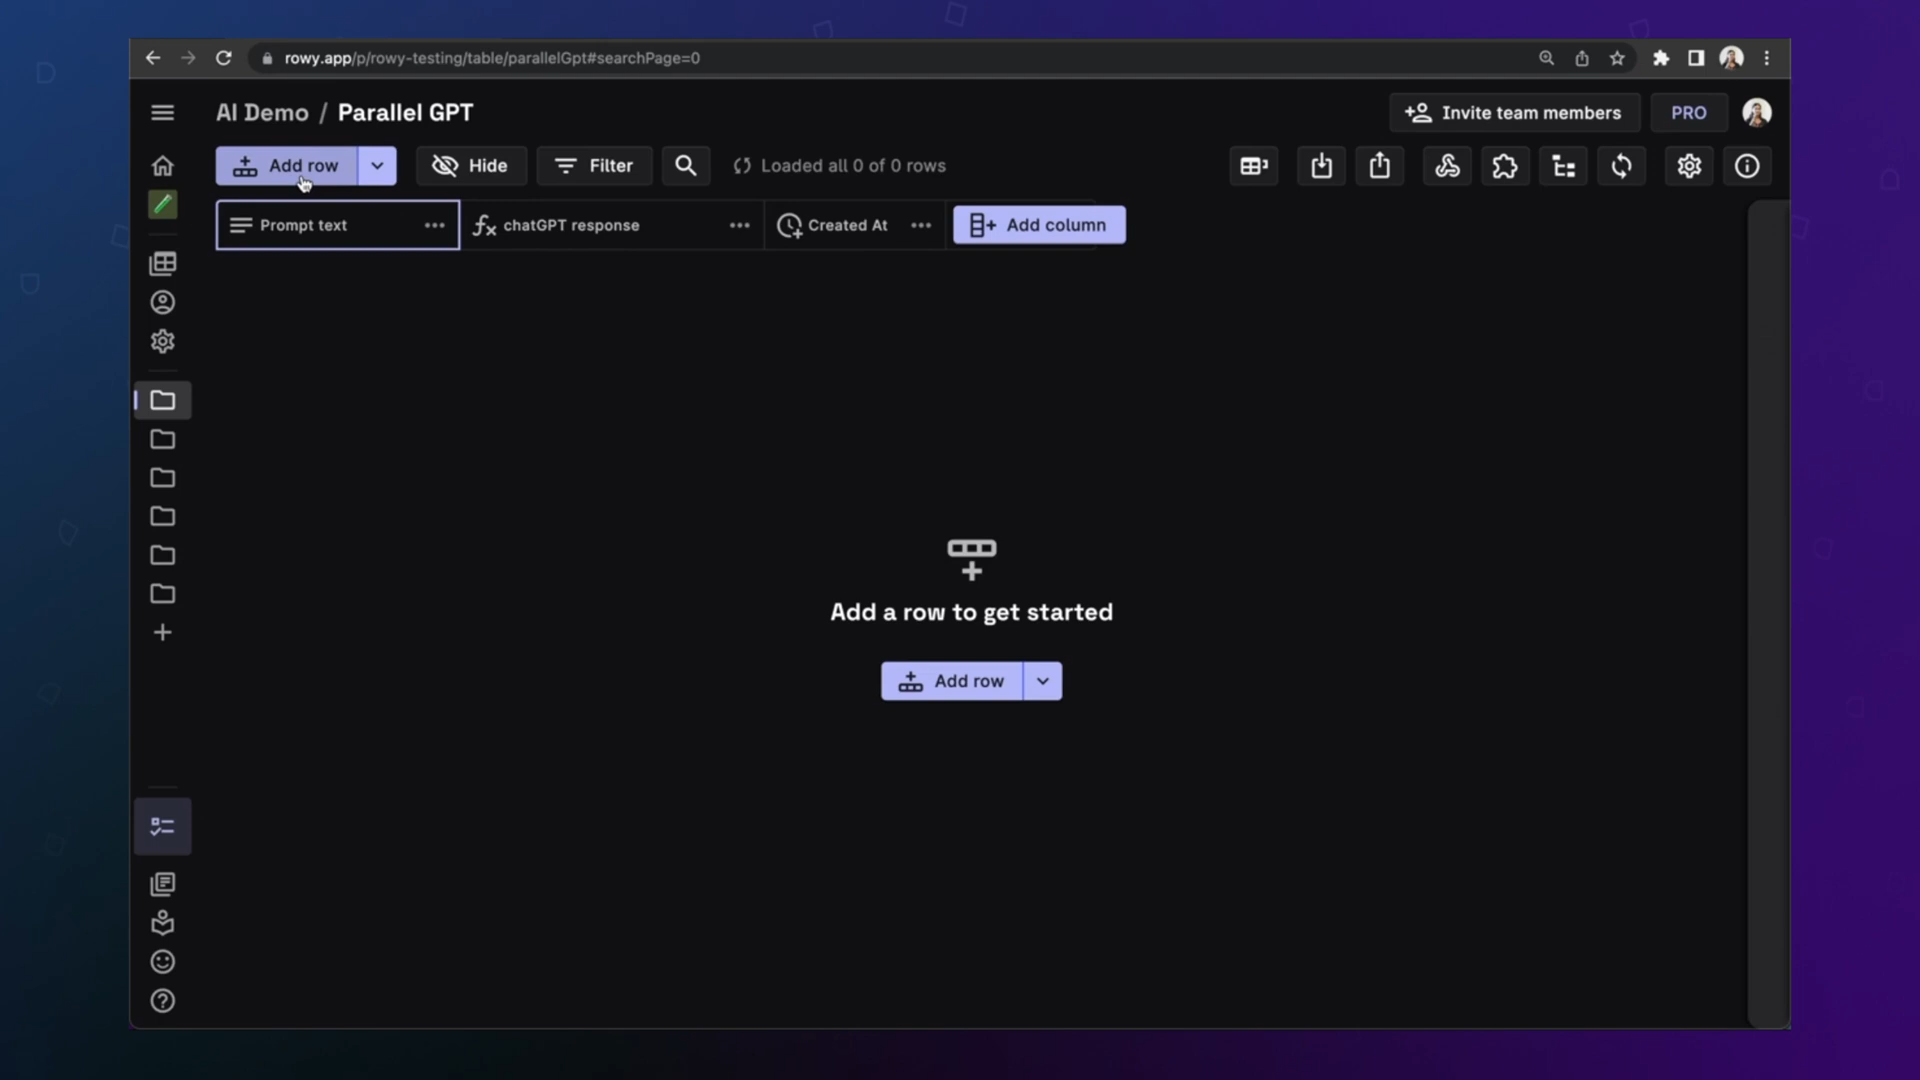 rowy.app/p/rowy-testing/table/parallelGpt#searchPage=0
AI Demo / Parallel GPT
Invite team members
PRO
Add row
Hide
Filter
Loaded all 0 of 0 rows
Prompt text
chatGPT response
Created At
Add column
Add a row to get started
Add row